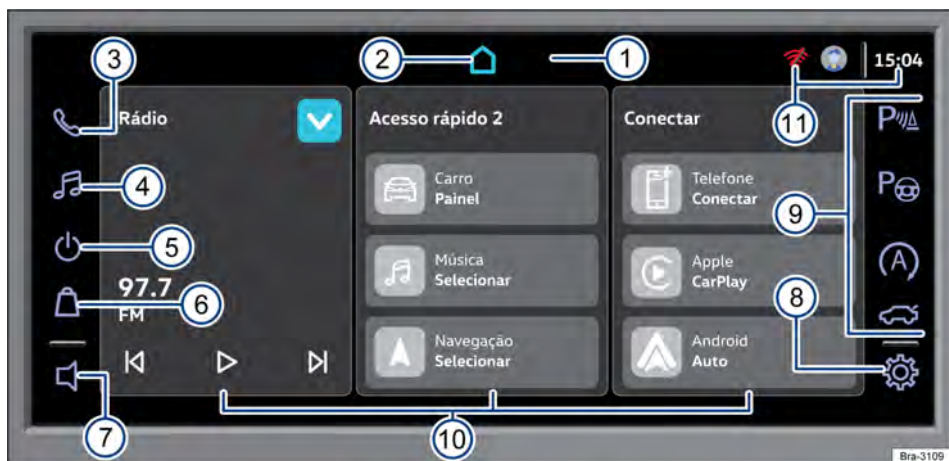 3
2
1
15:04
11
Rádio
Acesso rápido 2
Conectar
4
Carro
Painel
Telefone
Conectar
9
5
Música
Selecionar
Apple
CarPlay
97.7
FM
6
8
Navegação
Selecionar
Android
Auto
7
10
P
P
A
Bra-3109